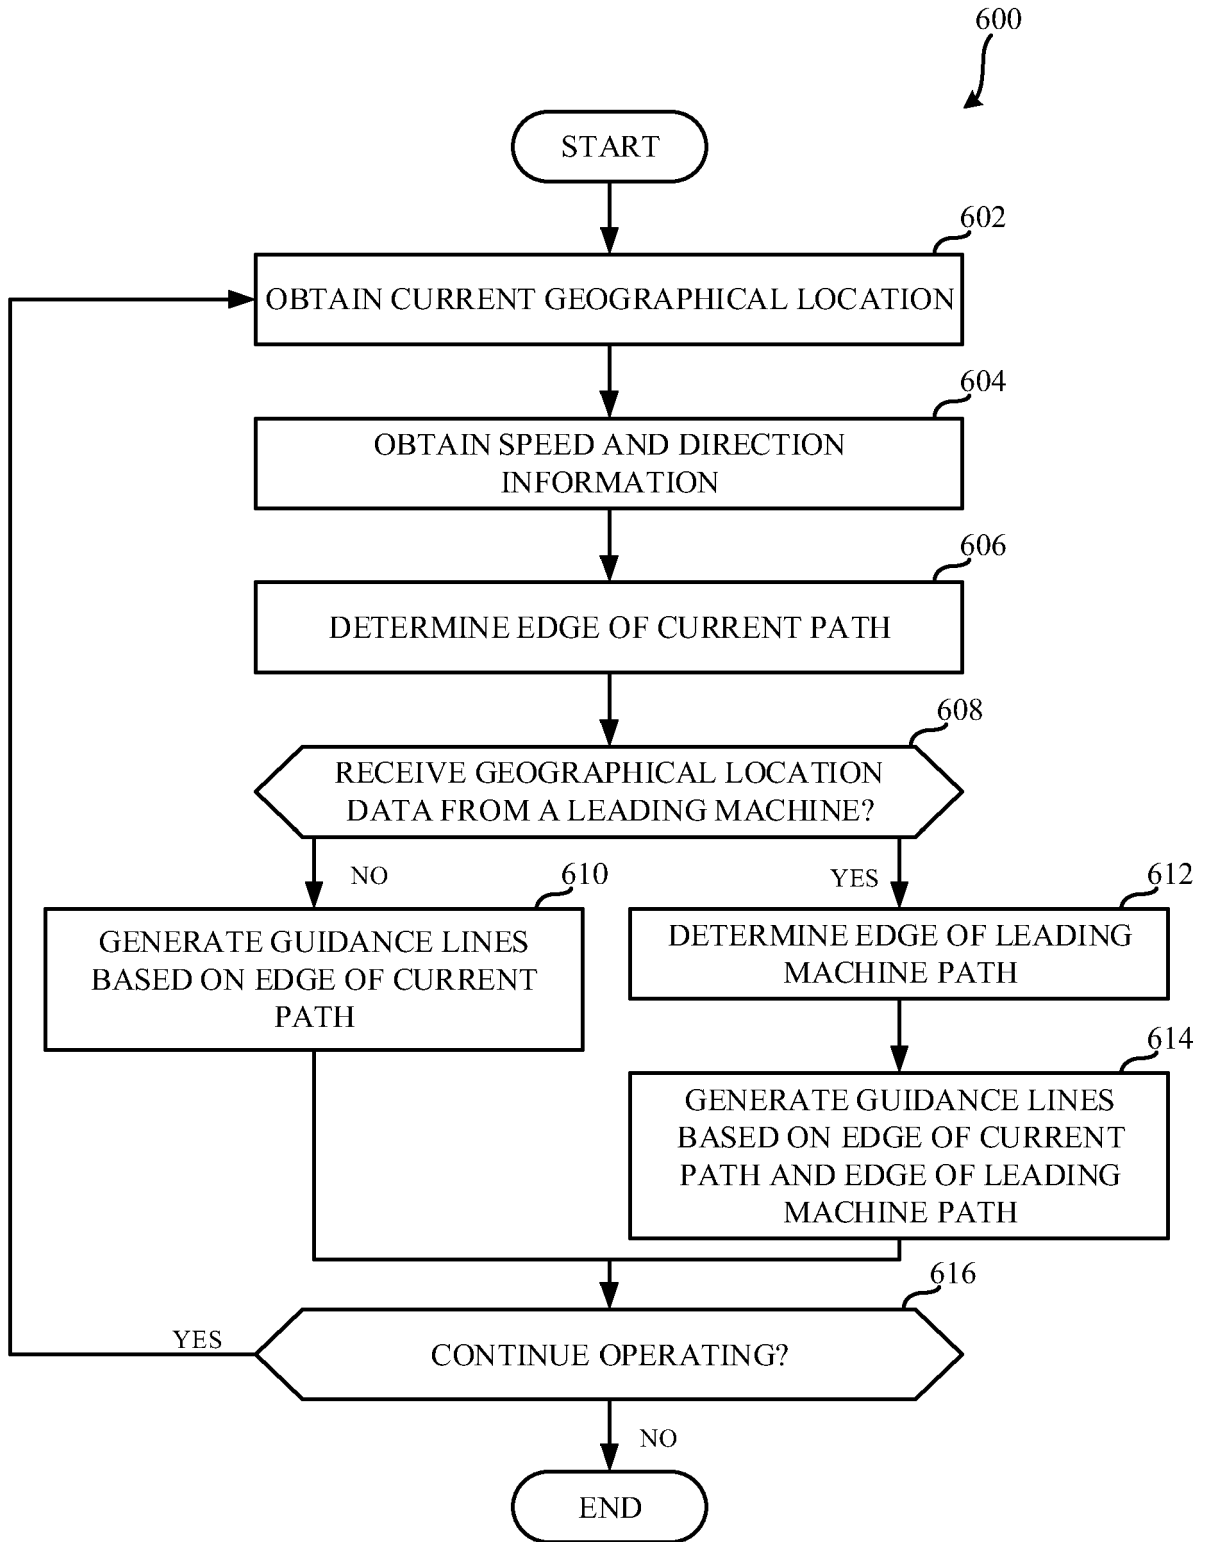 600
START
602
OBTAIN CURRENT GEOGRAPHICAL LOCATION
604
OBTAIN SPEED AND DIRECTION
INFORMATION
606
DETERMINE EDGE OF CURRENT PATH
608
RECEIVE GEOGRAPHICAL LOCATION
DATA FROM A LEADING MACHINE?
NO
610
GENERATE GUIDANCE LINES
BASED ON EDGE OF CURRENT
PATH
YES
612
DETERMINE EDGE OF LEADING
MACHINE PATH
614
GENERATE GUIDANCE LINES
BASED ON EDGE OF CURRENT
PATH AND EDGE OF LEADING
MACHINE PATH
616
CONTINUE OPERATING?
YES
NO
END